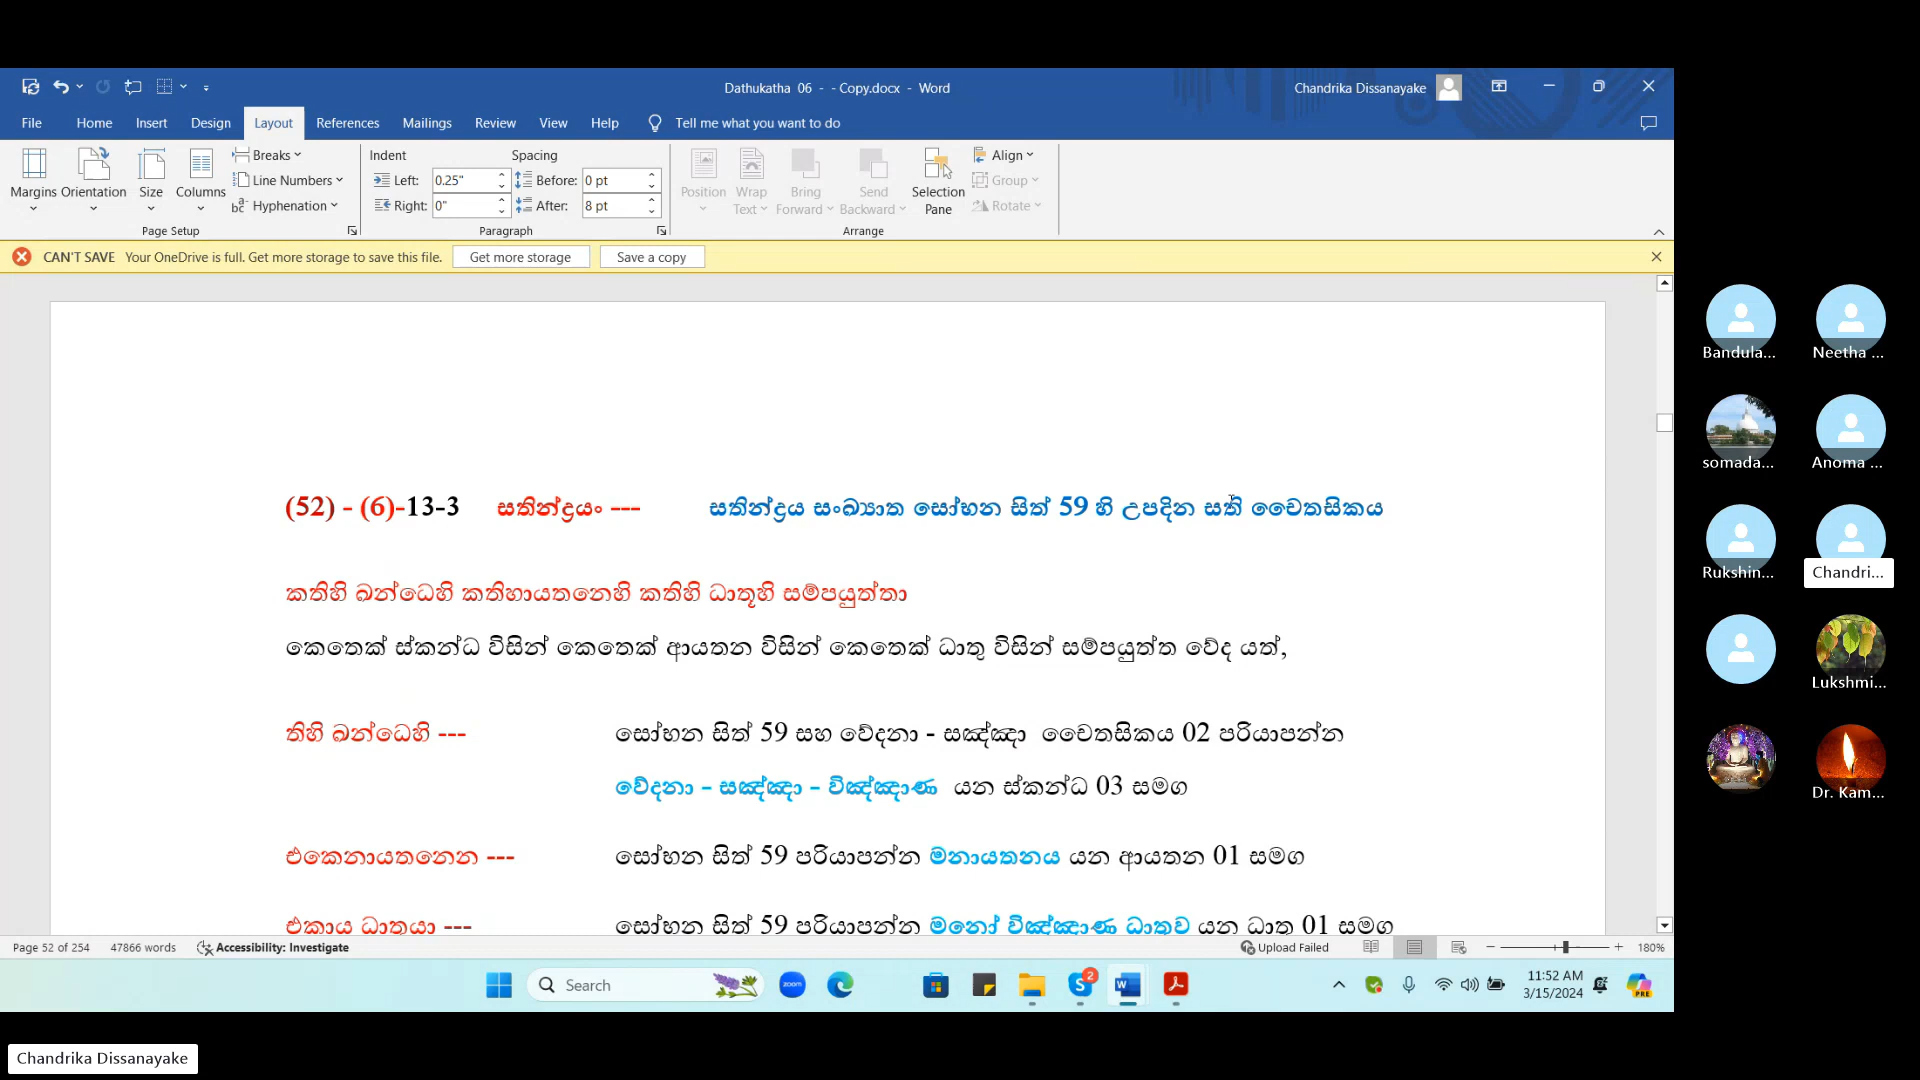 Dathukatha 06 - - Copy.docx - Word
Chandrika Dissanayake
File Home Insert Design Layout References Mailings Review View Help Tell me what you want to do
Margins Orientation Size Columns
Breaks
Line Numbers
Hyphenation
Page Setup
Indent Spacing
Left: 0.25" Before: 0 pt
Right: 0" After: 8 pt
Paragraph
Position Wrap Text Bring Forward Send Backward Selection Pane
Align
Group
Rotate
Arrange
CAN'T SAVE Your OneDrive is full. Get more storage to save this file. Get more storage Save a copy
(52) - (6)-13-3 සතින්ද්‍රයං --- සතින්ද්‍රය සංඛ්‍යාත සෝභන සිත් 59 හි උපදින සති චෛතසිකය
කතිහි ඛන්ධෙහි කතිහායතනෙහි කතිහි ධාතූහි සම්පයුත්තා
කෙතෙක් ස්කන්ධ විසින් කෙතෙක් ආයතන විසින් කෙතෙක් ධාතු විසින් සම්පයුත්ත වේද යත්,
තිහි ඛන්ධෙහි --- සෝභන සිත් 59 සහ වේදනා - සඤ්ඤා චෛතසිකය 02 පරියාපන්න
වේදනා – සඤ්ඤා – විඤ්ඤාණ යන ස්කන්ධ 03 සමග
එකෙනායතනෙන --- සෝභන සිත් 59 පරියාපන්න මනායතනය යන ආයතන 01 සමග
එකාය ධාතුයා --- සෝභන සිත් 59 පරියාපන්න මනෝ විඤ්ඤාණ ධාතුව යන ධාතු 01 සමග
Page 52 of 254 47866 words Accessibility: Investigate Upload Failed 180%
Search
zoom
2
11:52 AM
3/15/2024
PRE
Bandula... Neetha ...
somada... Anoma ...
Rukshin... Chandri...
Lukshmi...
Dr. Kam...
Chandrika Dissanayake